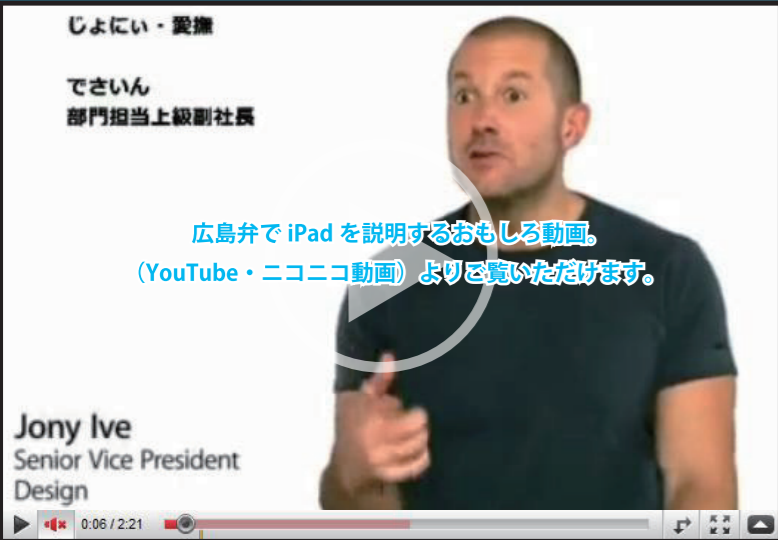 じょにぃ・愛撫
でさいん
部門担当上級副社長
広島弁で iPad を説明するおもしろ動画。
（YouTube・ニコニコ動画）よりご覧いただけます。
Jony Ive
Senior Vice President
Design
0:06 / 2:21